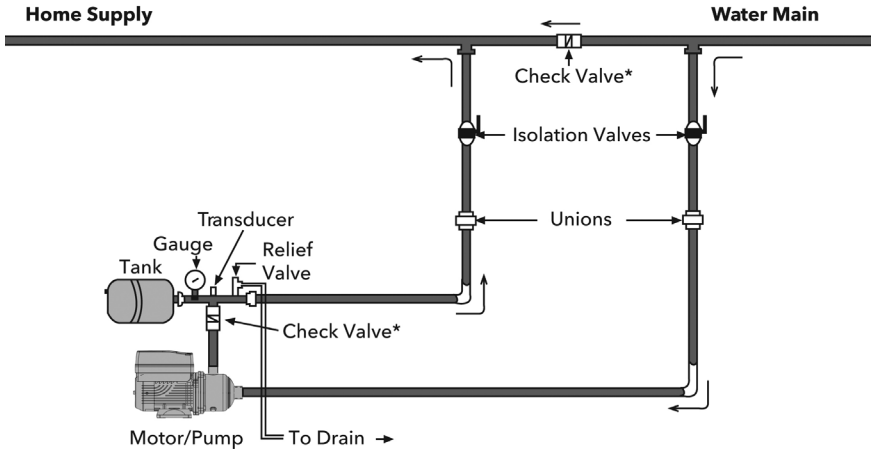 Home Supply
Water Main
Check Valve*
Isolation Valves
Unions
Transducer
Gauge
Relief
Valve
Tank
Check Valve*
Motor/Pump
To Drain